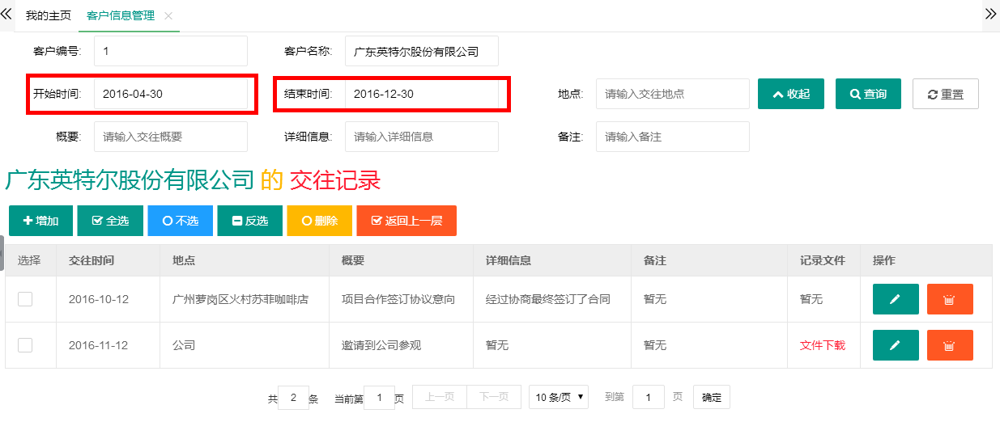 我的主页 客户信息管理
客户编号: 1 客户名称: 广东英特尔股份有限公司
开始时间: 2016-04-30 结束时间: 2016-12-30 地点: 请输入交往地点 收起 查询 重置
概要: 请输入交往概要 详细信息: 请输入详细信息 备注: 请输入备注
广东英特尔股份有限公司 的 交往记录
增加 全选 不选 反选 删除 返回上一层
选择 交往时间 地点 概要 详细信息 备注 记录文件 操作
2016-10-12 广州萝岗区火村苏菲咖啡店 项目合作签订协议意向 经过协商最终签订了合同 暂无 暂无
2016-11-12 公司 邀请到公司参观 暂无 暂无 文件下载
共 2 条 当前第 1 页 上一页 下一页 10 条/页 到第 1 页 确定